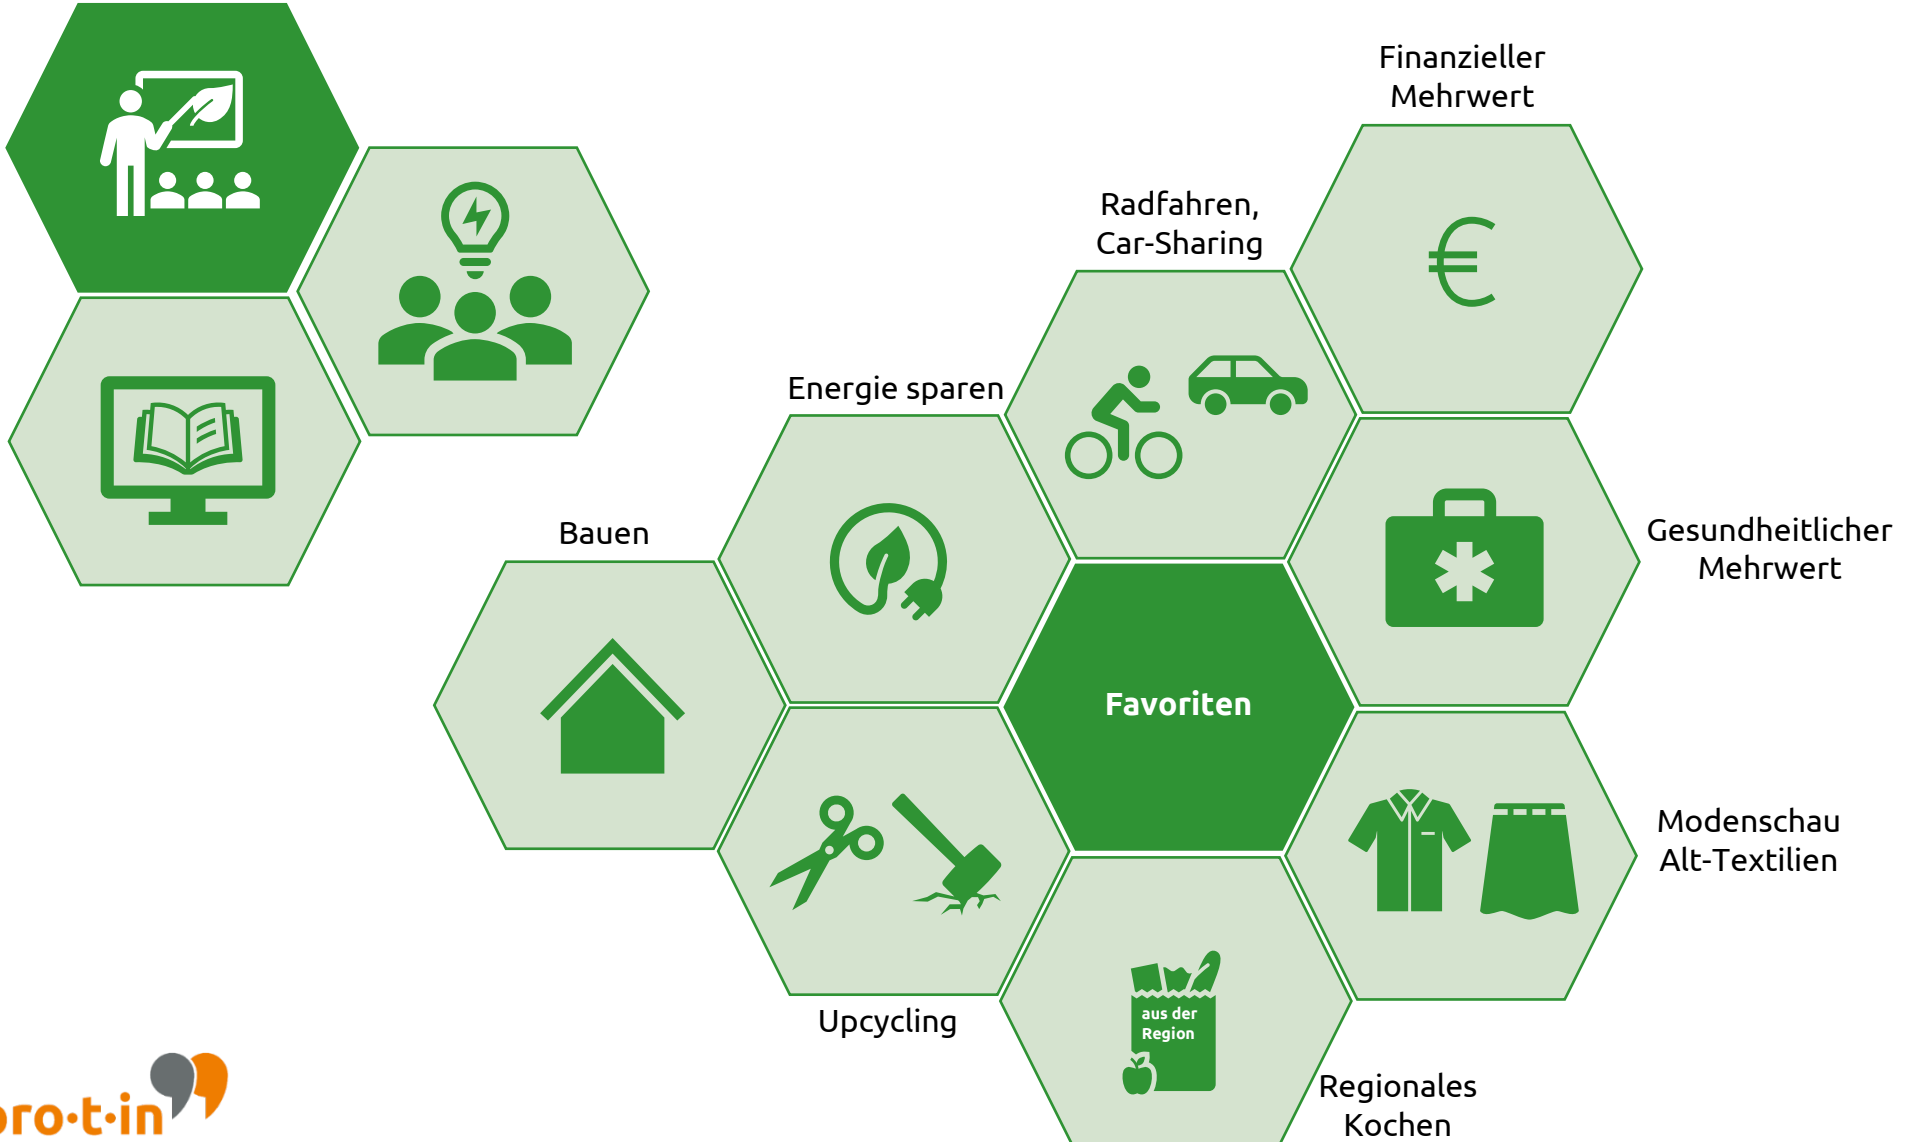 Finanzieller
Mehrwert
€
Radfahren,
Car-Sharing
Energie sparen
Bauen
Gesundheitlicher
Mehrwert
Favoriten
Modenschau
Alt-Textilien
aus der
Region
Upcycling
Regionales
Kochen
pro·t·in